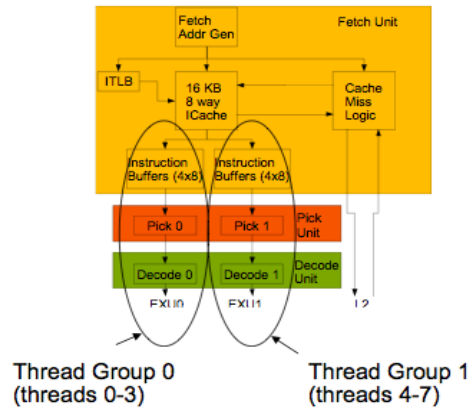 Fetch
Addr Gen
Fetch Unit
ITLB
16 KB
8 way
ICache
Cache
Miss
Logic
Instruction
Buffers (4x8)
Instruction
Buffers (4x8)
Pick 0
Pick 1
Pick
Unit
Decode 0
Decode 1
Decode
Unit
EXU0
EXU1
L2
Thread Group 0
(threads 0-3)
Thread Group 1
(threads 4-7)